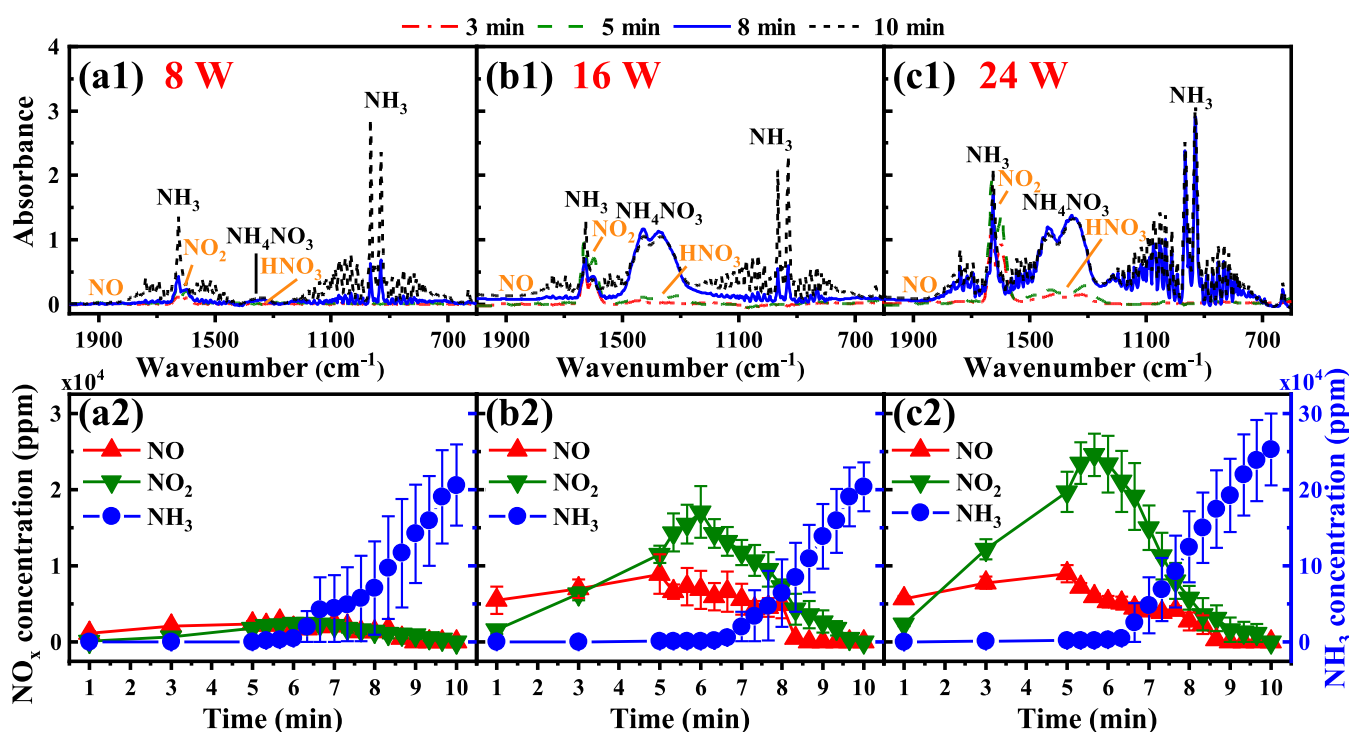 3 min 5 min 8 min 10 min
(a1) 8 W
(b1) 16 W
(c1) 24 W
Absorbance
4
3
2
1
0
NH₃
NH₃
NO₂
NO
NH₄NO₃
HNO₃
NH₃
NH₃
NO₂
NO
NH₄NO₃
HNO₃
NH₃
NH₃
NO₂
NO
NH₄NO₃
HNO₃
1900 1500 1100 700
1900 1500 1100 700
1900 1500 1100 700
Wavenumber (cm⁻¹)
Wavenumber (cm⁻¹)
Wavenumber (cm⁻¹)
x10⁴
x10⁴
(a2)
(b2)
(c2)
NO
NO₂
NH₃
NO
NO₂
NH₃
NO
NO₂
NH₃
NOₓ concentration (ppm)
3
2
1
0
30
20
10
0
NH₃ concentration (ppm)
1 2 3 4 5 6 7 8 9 10
1 2 3 4 5 6 7 8 9 10
1 2 3 4 5 6 7 8 9 10
Time (min)
Time (min)
Time (min)